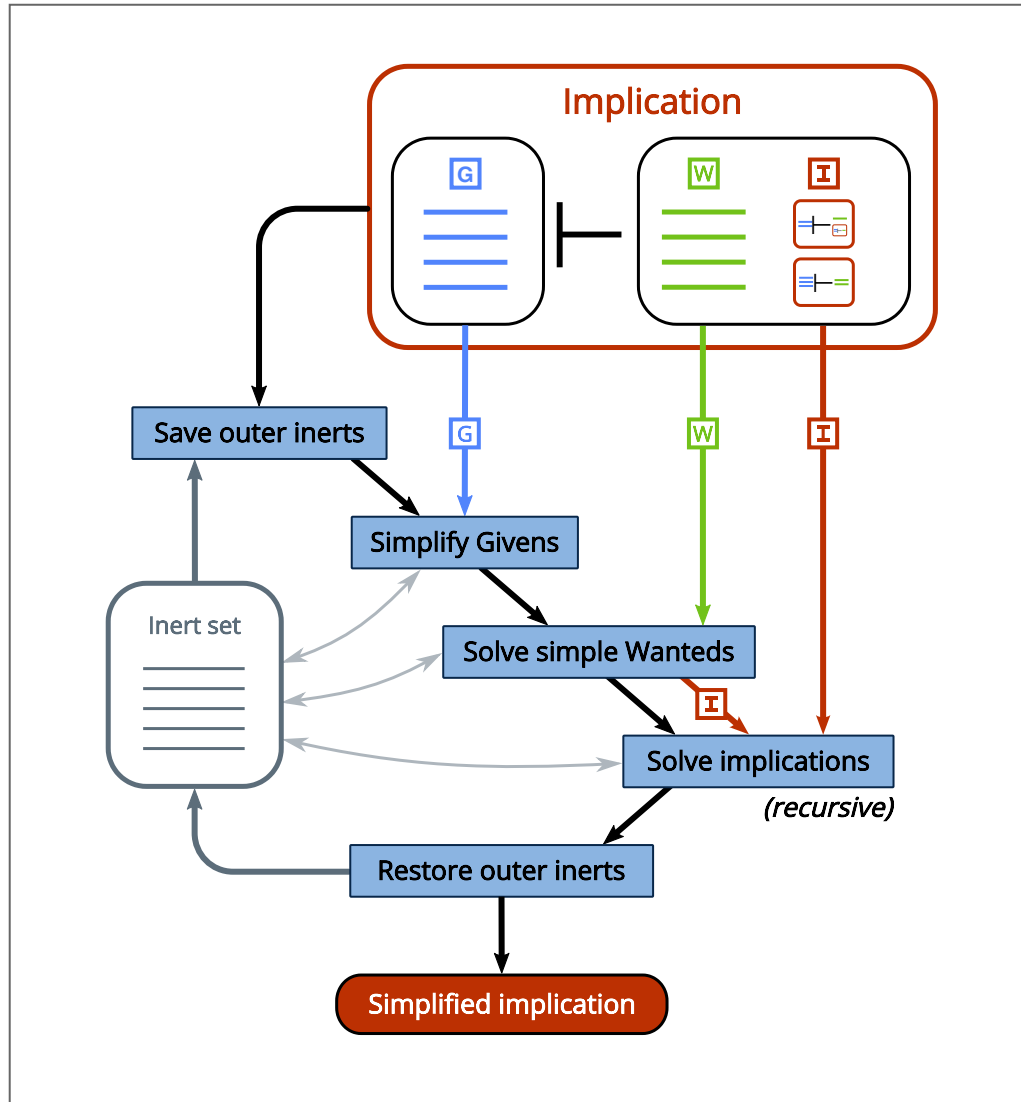 Implication
G
W
I
Save outer inerts
G
W
I
Simplify Givens
Inert set
Solve simple Wanteds
I
Solve implications
(recursive)
Restore outer inerts
Simplified implication